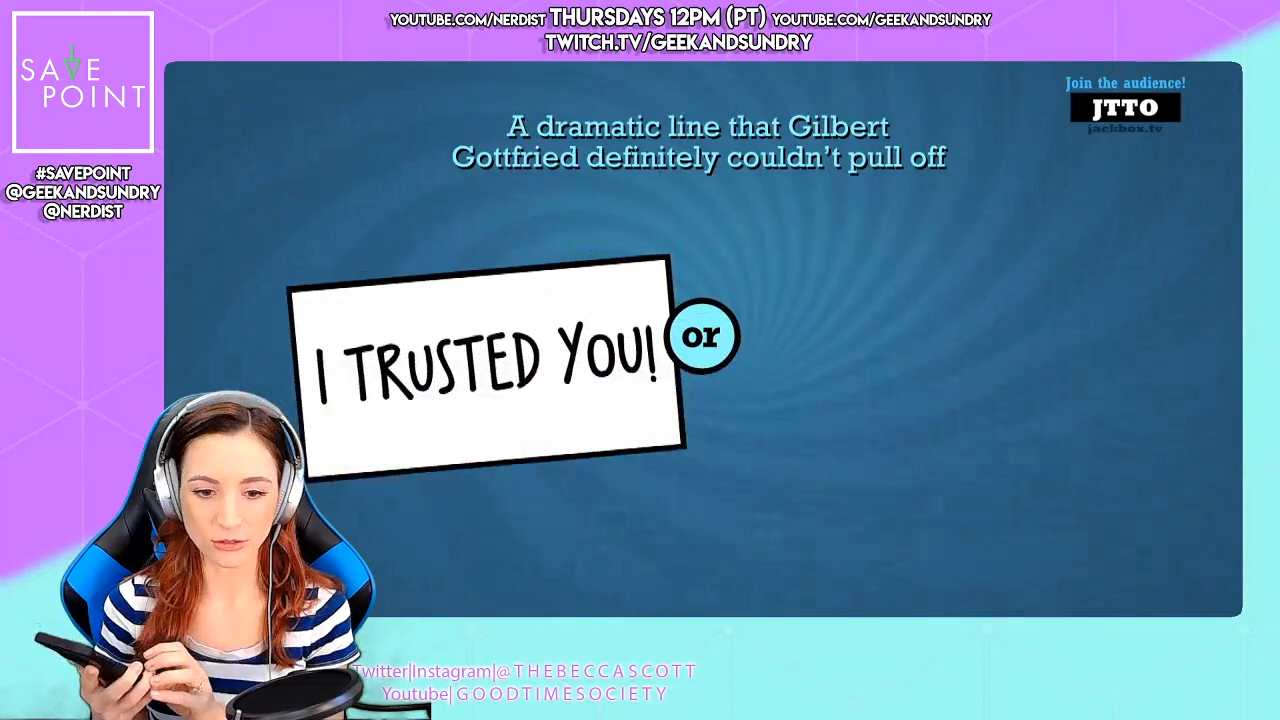 YOUTUBE.COM/NERDIST THURSDAYS 12PM (PT) YOUTUBE.COM/GEEKANDSUNDRY
TWITCH.TV/GEEKANDSUNDRY
SAVE
POINT
#SAVEPOINT
@GEEKANDSUNDRY
@NERDIST
Join the audience!
JTTO
jackbox.tv
A dramatic line that Gilbert
Gottfried definitely couldn't pull off
I TRUSTED YOU!
or
Twitter|Instagram|@THEBECCASCOTT
Youtube|GOODTIMESOCIETY